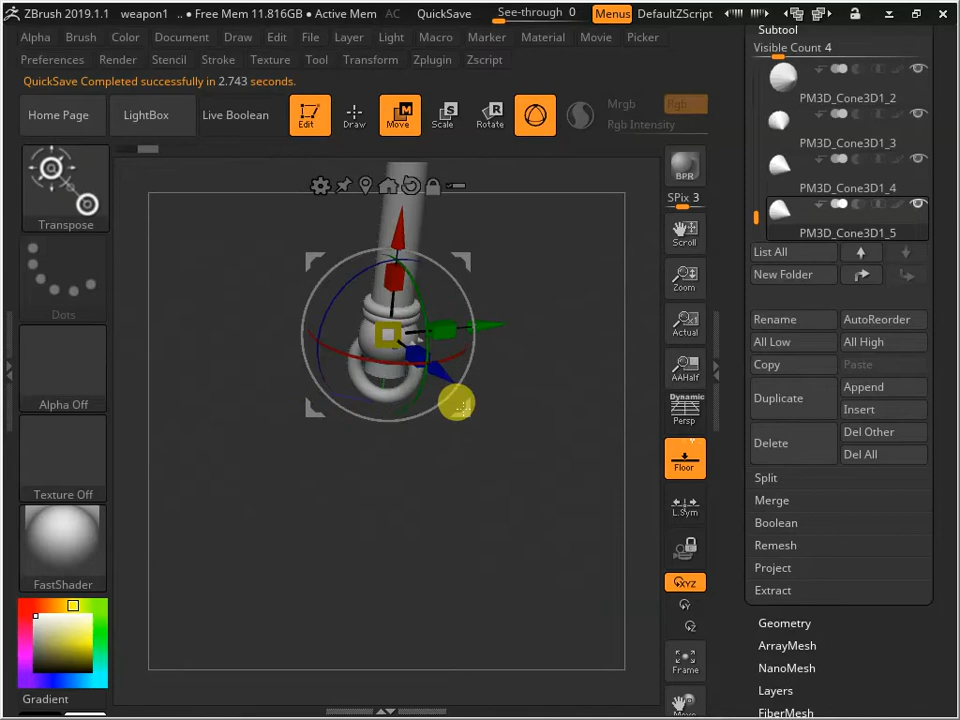 ZBrush 2019.1.1 weapon1 .. • Free Mem 11.816GB • Active Mem AC QuickSave See-through 0 Menus DefaultZScript
Alpha Brush Color Document Draw Edit File Layer Light Macro Marker Material Movie Picker
Preferences Render Stencil Stroke Texture Tool Transform Zplugin Zscript
QuickSave Completed successfully in 2.743 seconds.
Home Page LightBox Live Boolean Edit Draw Move Scale Rotate Mrgb Rgb
Rgb Intensity
Transpose
Dots
Alpha Off
Texture Off
FastShader
Gradient
BPR
SPix 3
Scroll
Zoom
Actual
AAHalf
Dynamic
Persp
Floor
L.Sym
XYZ
Frame
Move
Subtool
Visible Count 4
PM3D_Cone3D1_2
PM3D_Cone3D1_3
PM3D_Cone3D1_4
PM3D_Cone3D1_5
List All
New Folder
Rename AutoReorder
All Low All High
Copy Paste
Duplicate Append
Insert
Delete Del Other
Del All
Split
Merge
Boolean
Remesh
Project
Extract
Geometry
ArrayMesh
NanoMesh
Layers
FiberMesh